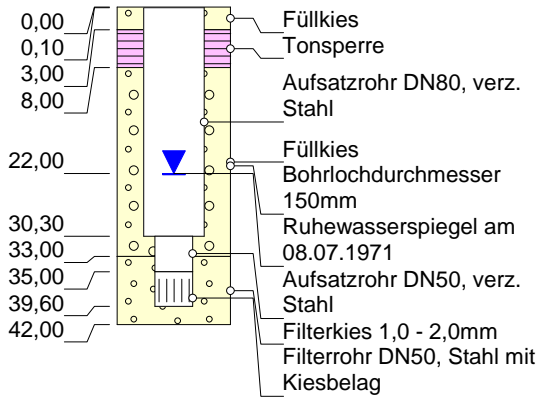 0,00
0,10
3,00
8,00
22,00
30,30
33,00
35,00
39,60
42,00
Füllkies
Tonsperre
Aufsatzrohr DN80, verz.
Stahl
Füllkies
Bohrlochdurchmesser
150mm
Ruhewasserspiegel am
08.07.1971
Aufsatzrohr DN50, verz.
Stahl
Filterkies 1,0 - 2,0mm
Filterrohr DN50, Stahl mit
Kiesbelag